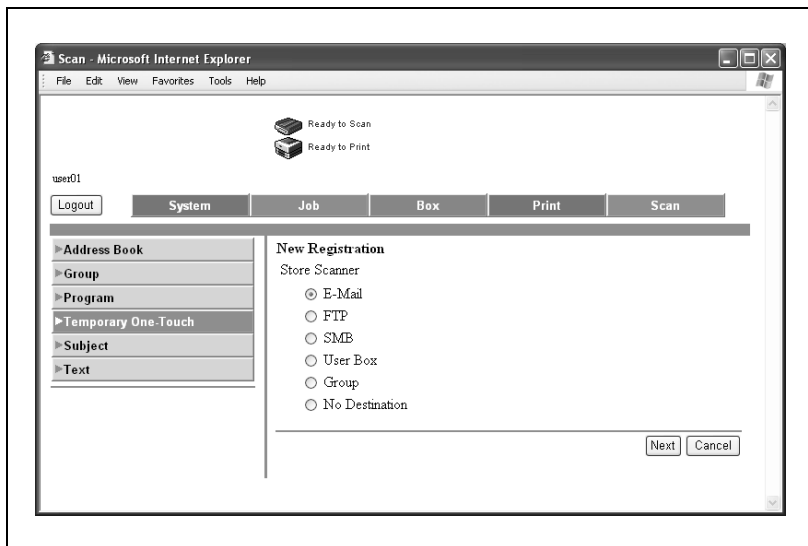 Scan - Microsoft Internet Explorer
File Edit View Favorites Tools Help
Ready to Scan
Ready to Print
user01
Logout System Job Box Print Scan
Address Book
Group
Program
Temporary One-Touch
Subject
Text
New Registration
Store Scanner
E-Mail
FTP
SMB
User Box
Group
No Destination
Next Cancel